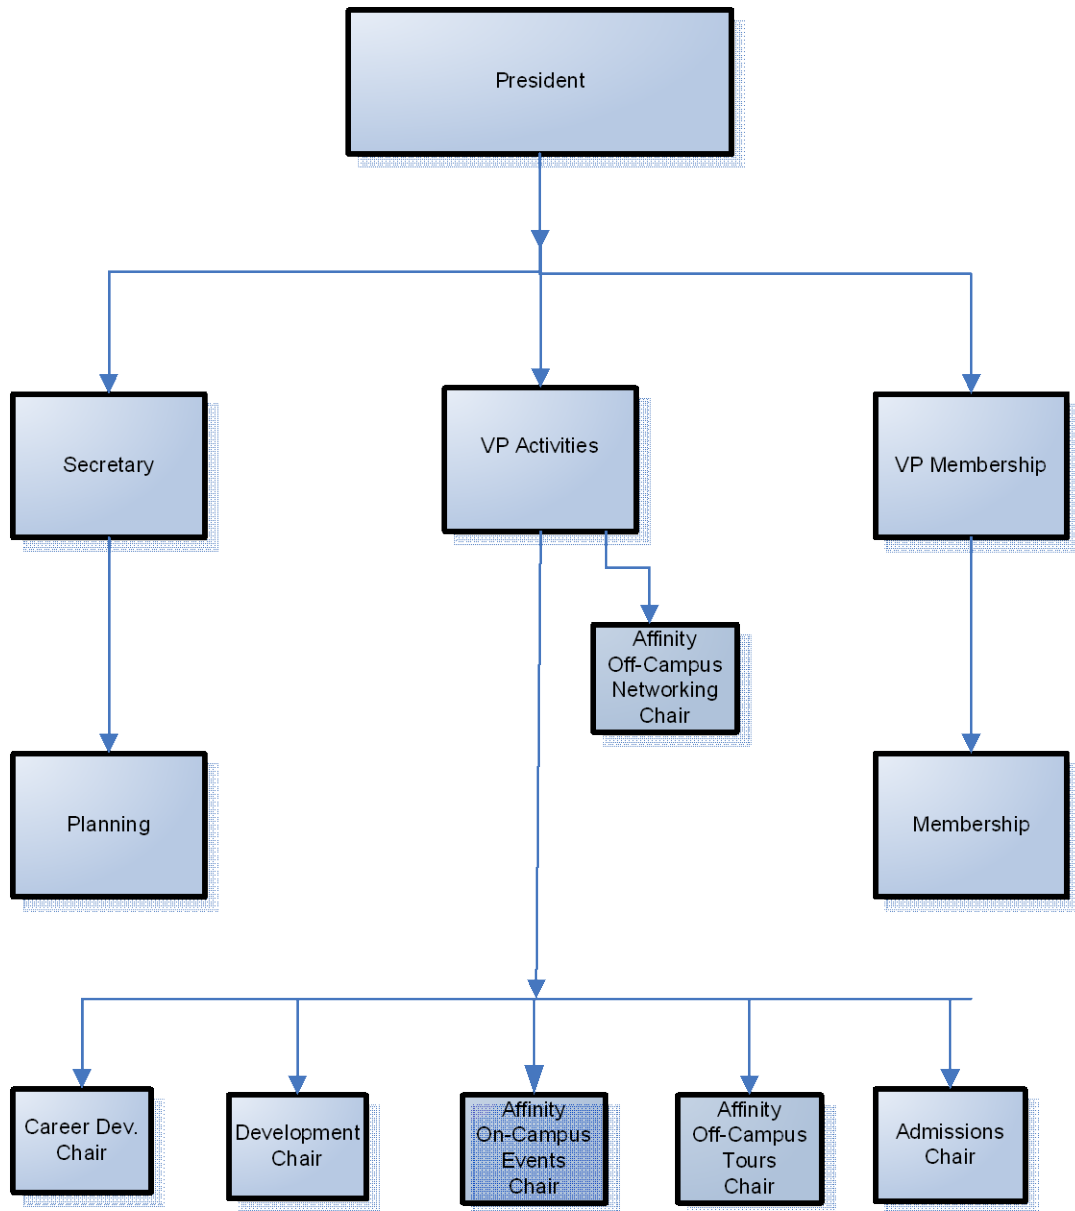 President
Secretary
VP Activities
VP Membership
Affinity
Off-Campus
Networking
Chair
Planning
Membership
Career Dev.
Chair
Development
Chair
Affinity
On-Campus
Events
Chair
Affinity
Off-Campus
Tours
Chair
Admissions
Chair